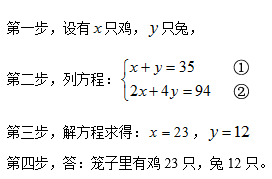 第一步，设有x只鸡，y只兔，
第二步，列方程：{x+y=35 ①
2x+4y=94 ②
第三步，解方程求得：x=23，y=12
第四步，答：笼子里有鸡23只，兔12只。